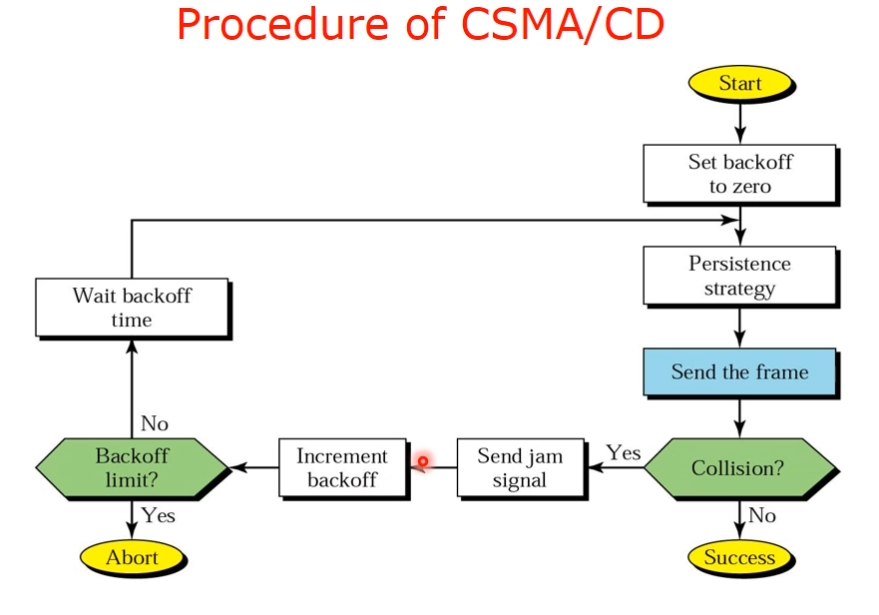 Procedure of CSMA/CD
Start
Set backoff
to zero
Persistence
strategy
Wait backoff
time
Send the frame
No
Backoff
limit?
Increment
backoff
Send jam
signal
Yes
Collision?
Yes
No
Abort
Success